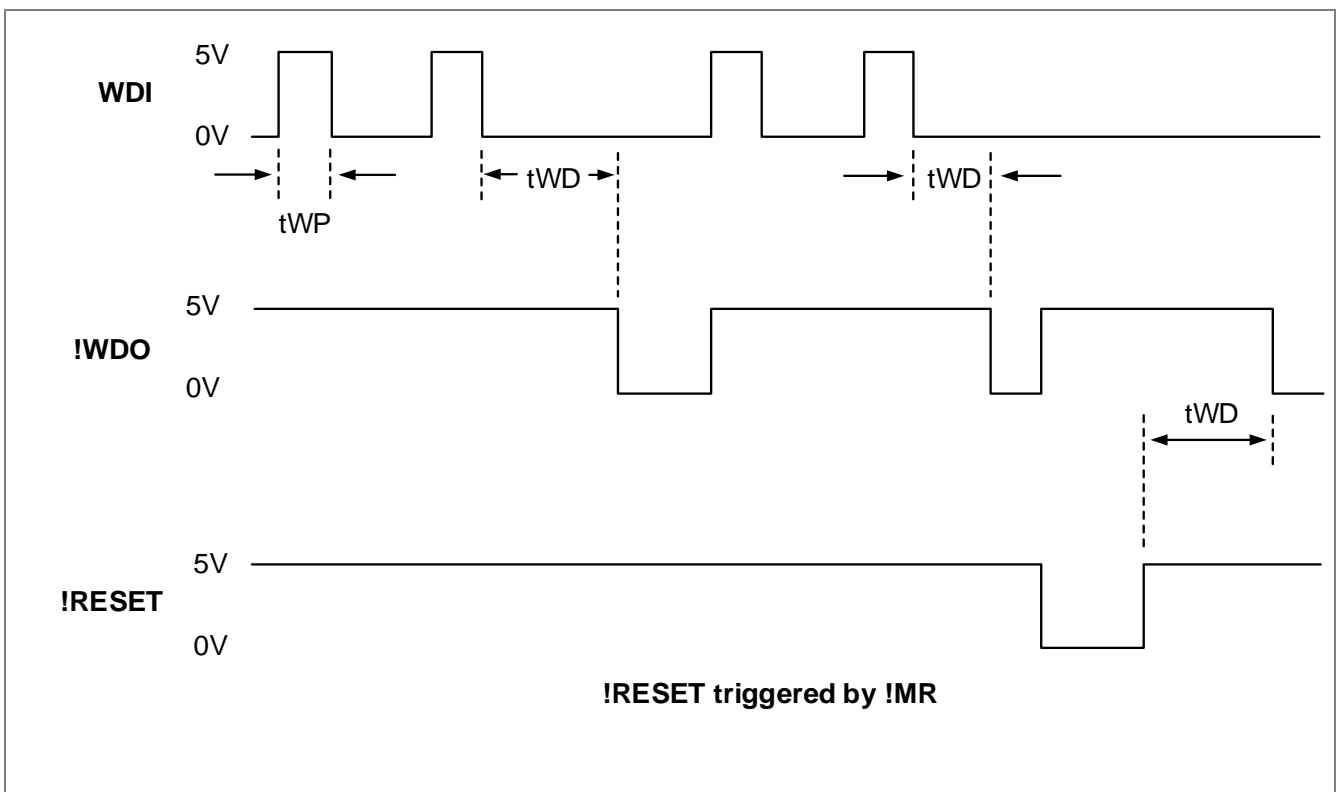 5V
WDI
0V
tWD
tWD
tWP
5V
!WDO
0V
tWD
5V
!RESET
0V
!RESET triggered by !MR